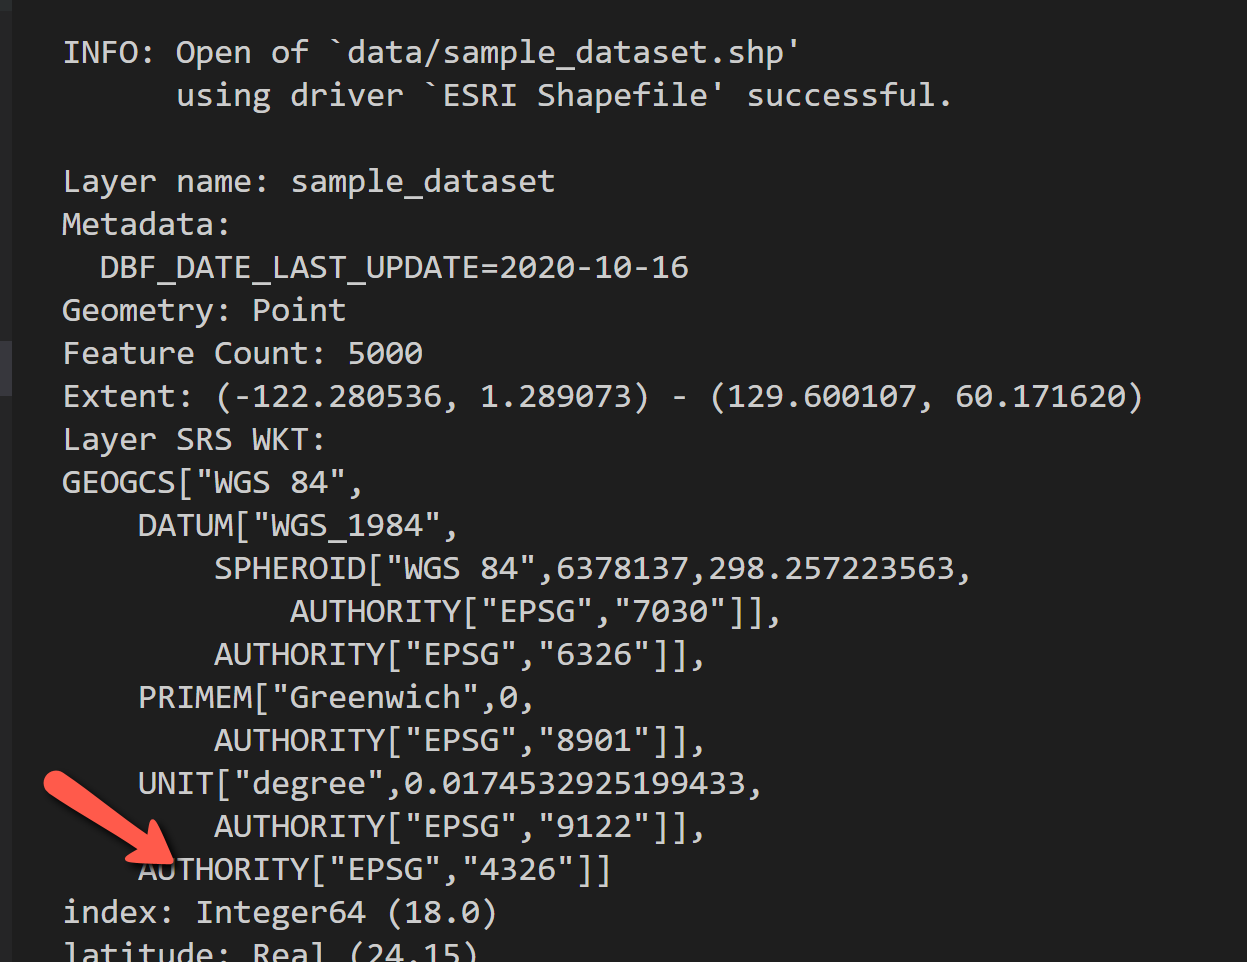 INFO: Open of `data/sample_dataset.shp'
      using driver `ESRI Shapefile' successful.
Layer name: sample_dataset
Metadata:
  DBF_DATE_LAST_UPDATE=2020-10-16
Geometry: Point
Feature Count: 5000
Extent: (-122.280536, 1.289073) - (129.600107, 60.171620)
Layer SRS WKT:
GEOGCS["WGS 84",
    DATUM["WGS_1984",
        SPHEROID["WGS 84",6378137,298.257223563,
            AUTHORITY["EPSG","7030"]],
        AUTHORITY["EPSG","6326"]],
    PRIMEM["Greenwich",0,
        AUTHORITY["EPSG","8901"]],
    UNIT["degree",0.0174532925199433,
        AUTHORITY["EPSG","9122"]],
    AUTHORITY["EPSG","4326"]]
index: Integer64 (18.0)
latitude: Real (24.15)